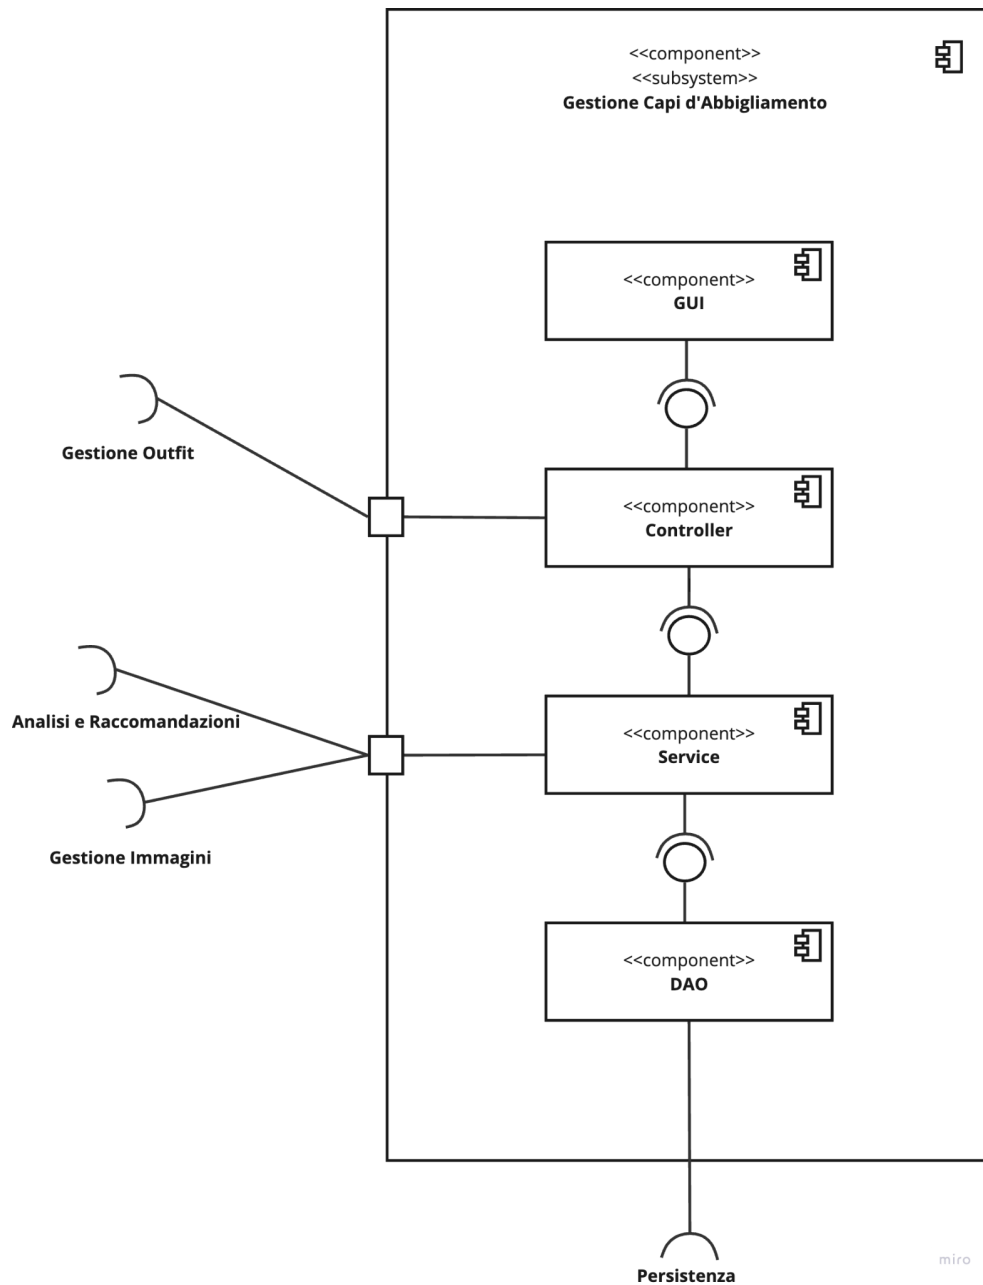 <<component>>
<<subsystem>>
Gestione Capi d'Abbigliamento
<<component>>
GUI
Gestione Outfit
<<component>>
Controller
Analisi e Raccomandazioni
<<component>>
Service
Gestione Immagini
<<component>>
DAO
miro
Persistenza